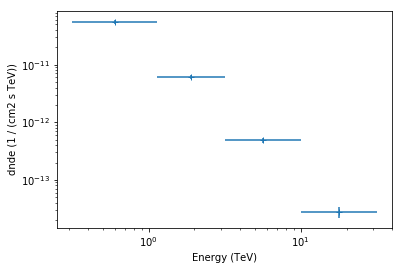 dnde (1 / (cm2 s TeV))
10⁻¹¹
10⁻¹²
10⁻¹³
10⁰
10¹
Energy (TeV)